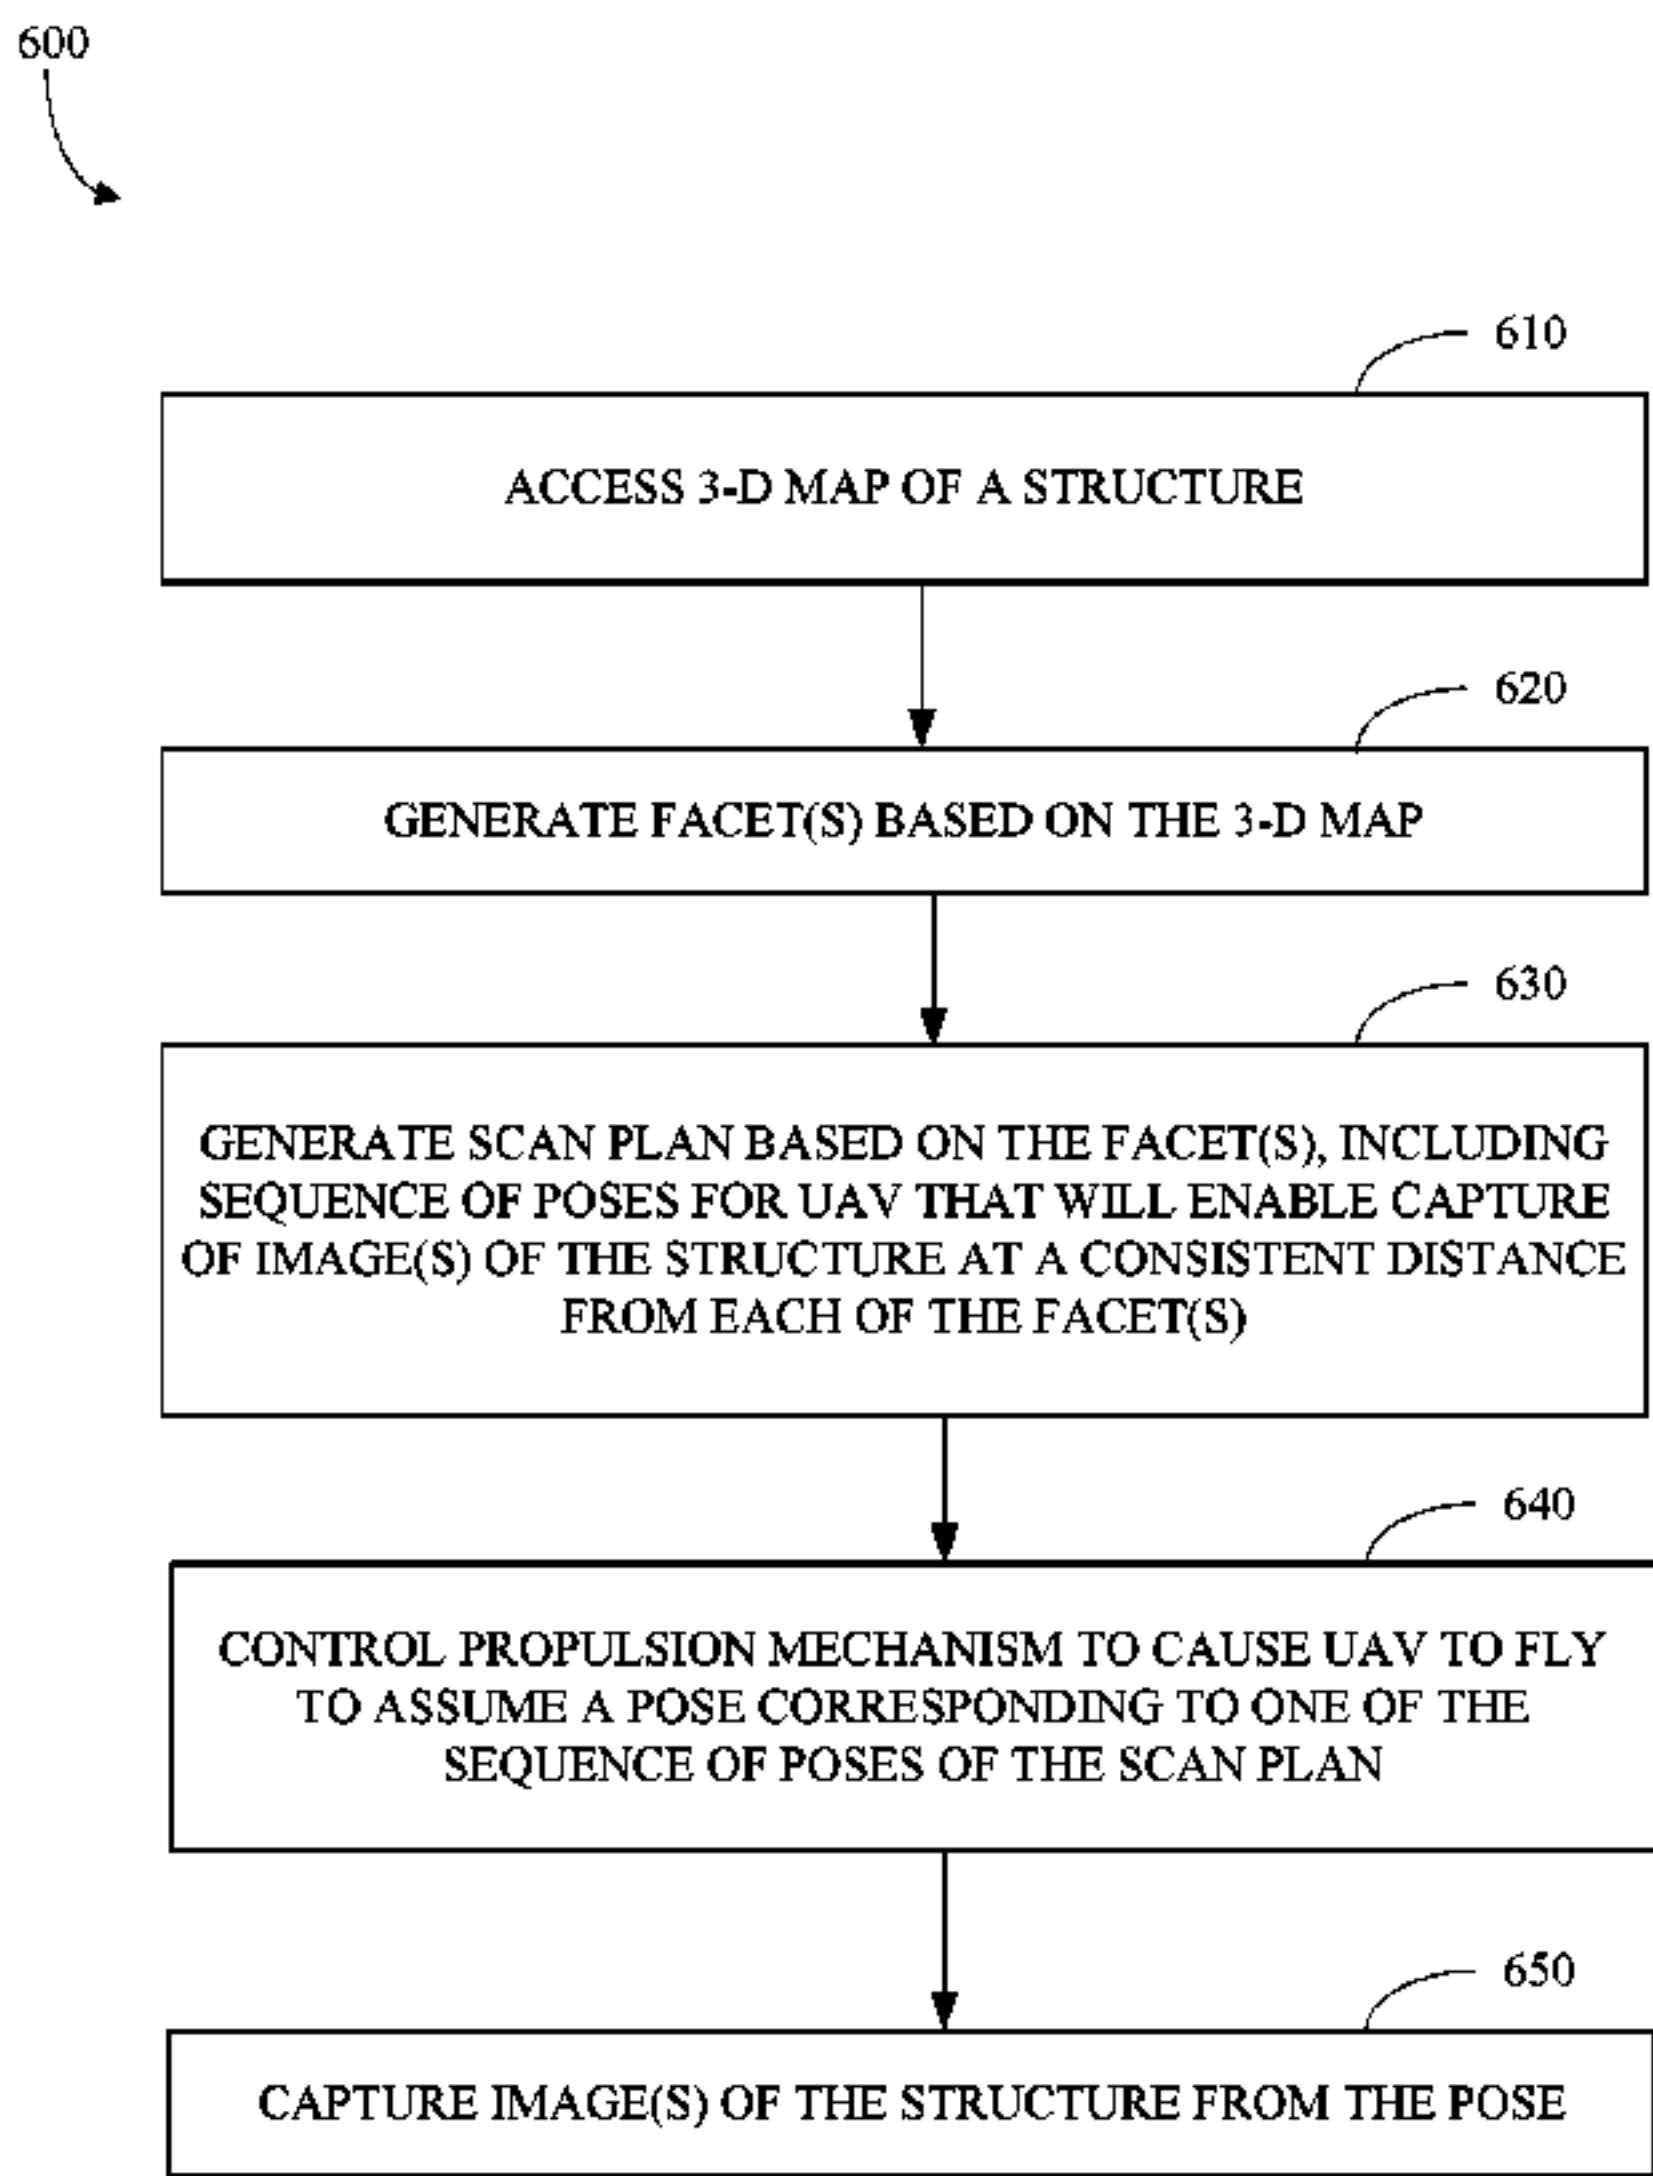 600
610
ACCESS 3-D MAP OF A STRUCTURE
620
GENERATE FACET(S) BASED ON THE 3-D MAP
630
GENERATE SCAN PLAN BASED ON THE FACET(S), INCLUDING
SEQUENCE OF POSES FOR UAV THAT WILL ENABLE CAPTURE
OF IMAGE(S) OF THE STRUCTURE AT A CONSISTENT DISTANCE
FROM EACH OF THE FACET(S)
640
CONTROL PROPULSION MECHANISM TO CAUSE UAV TO FLY
TO ASSUME A POSE CORRESPONDING TO ONE OF THE
SEQUENCE OF POSES OF THE SCAN PLAN
650
CAPTURE IMAGE(S) OF THE STRUCTURE FROM THE POSE